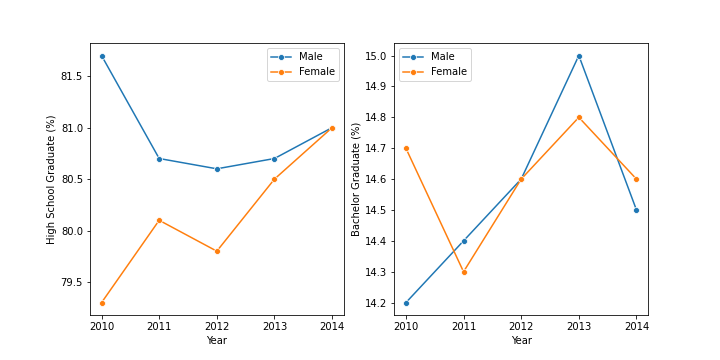 High School Graduate (%)
81.5
81.0
80.5
80.0
79.5
Male
Female
2010 2011 2012 2013 2014
Year
Bachelor Graduate (%)
15.0
14.9
14.8
14.7
14.6
14.5
14.4
14.3
14.2
Male
Female
2010 2011 2012 2013 2014
Year